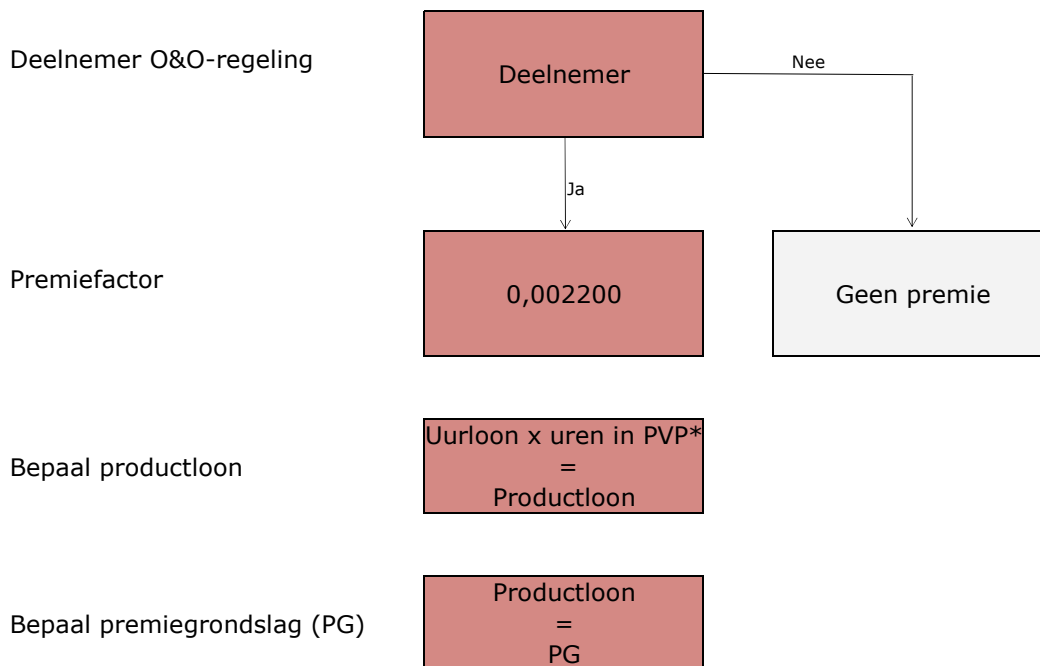 Deelnemer O&O-regeling
Deelnemer
Nee
Ja
Premiefactor
0,002200
Geen premie
Bepaal productloon
Uurloon x uren in PVP*
=
Productloon
Bepaal premiegrondslag (PG)
Productloon
=
PG